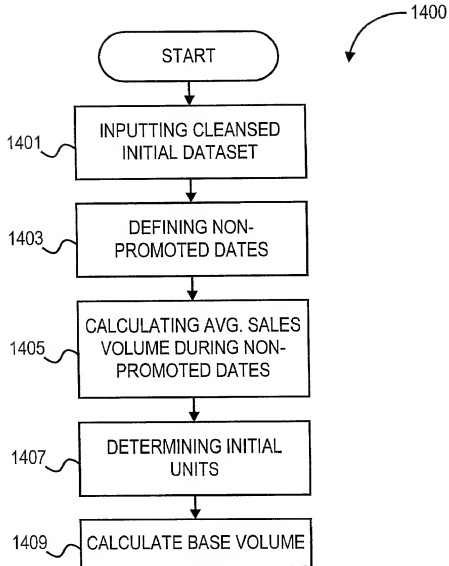 1400
START
1401
INPUTTING CLEANSED
INITIAL DATASET
1403
DEFINING NON-
PROMOTED DATES
1405
CALCULATING AVG. SALES
VOLUME DURING NON-
PROMOTED DATES
1407
DETERMINING INITIAL
UNITS
1409
CALCULATE BASE VOLUME